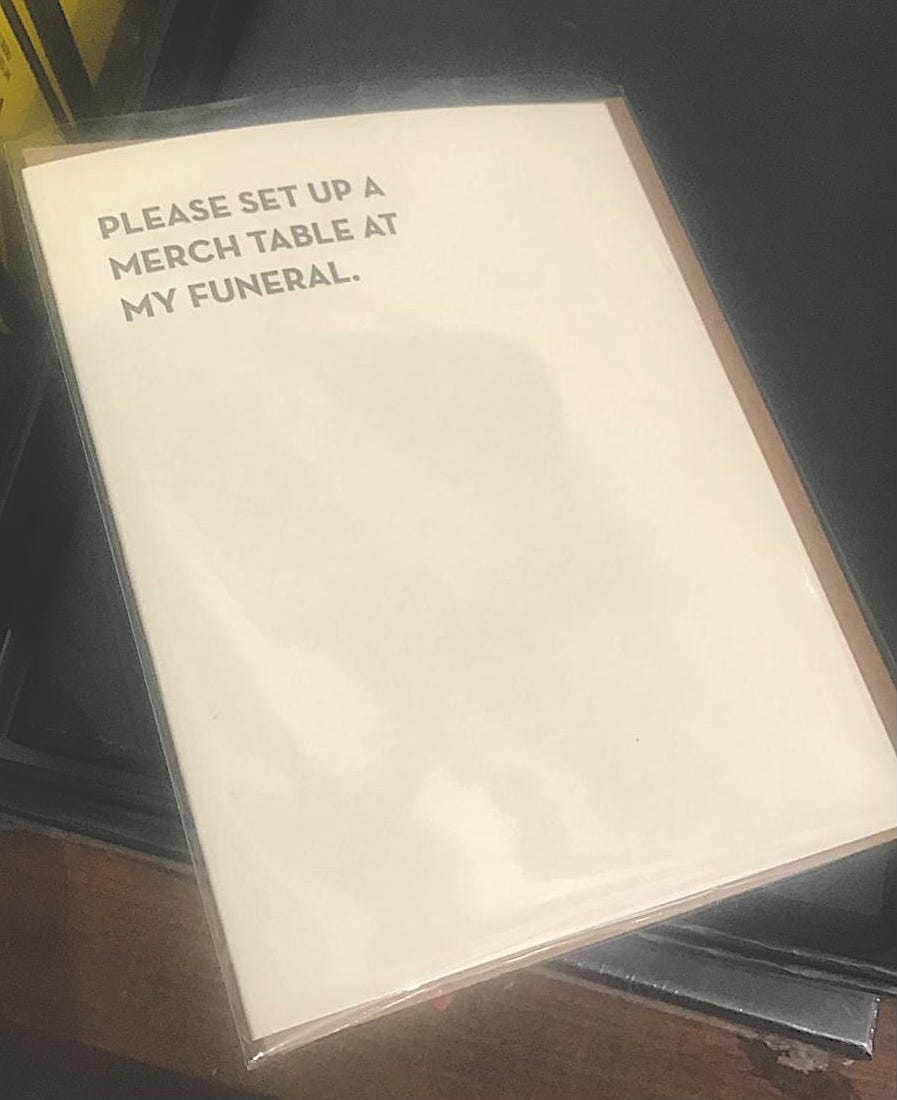 PLEASE SET UP A
MERCH TABLE AT
MY FUNERAL.